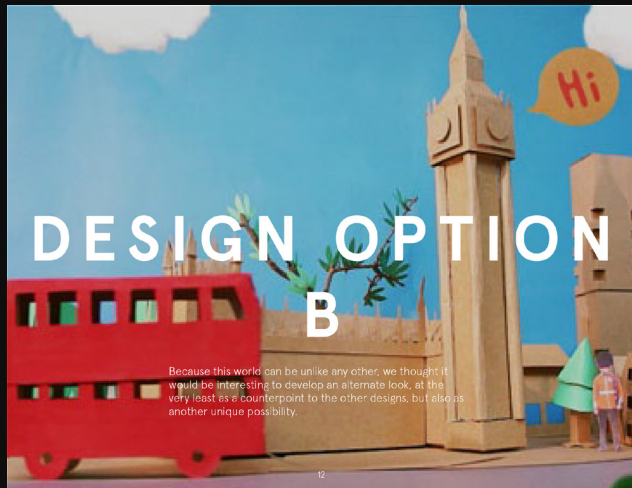 Hi
DESIGN OPTION
B
Because this world can be unlike any other, we thought it
would be interesting to develop an alternate look, at the
very least as a counterpoint to the other designs, but also as
another unique possibility.
12